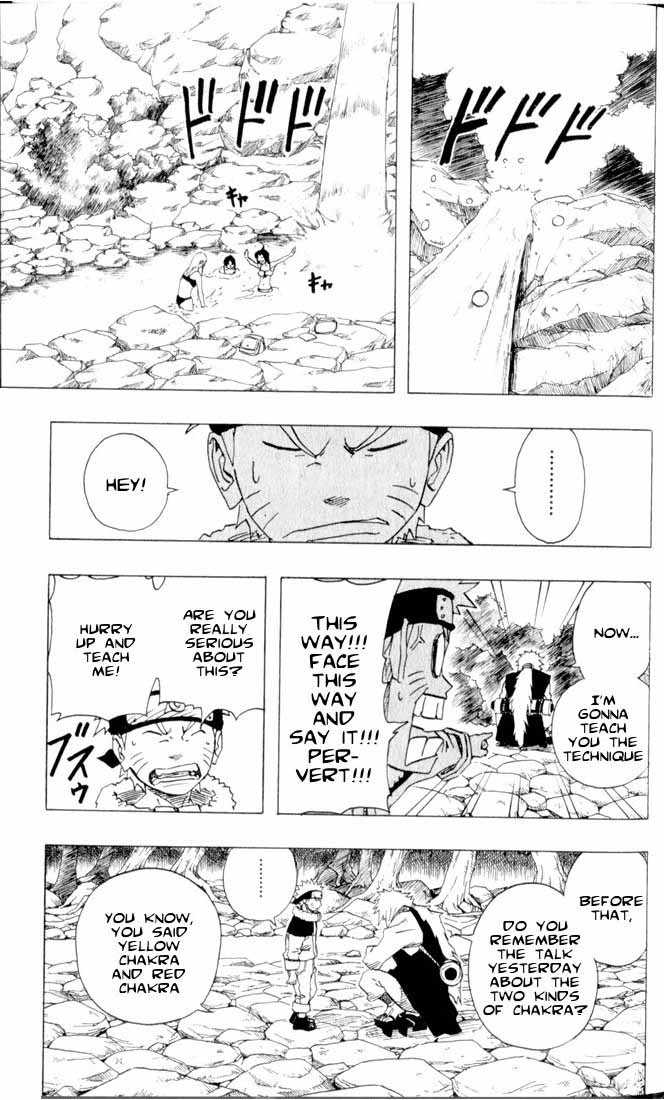 ドドド
ドドド
キャ
キャ
.........
HEY!
NOW...
I'M
GONNA
TEACH
YOU THE
TECHNIQUE
THIS
WAY!!!
FACE
THIS
WAY
AND
SAY IT!!!
PER-
VERT!!!
ARE YOU
REALLY
SERIOUS
ABOUT
THIS?
HURRY
UP AND
TEACH
ME!
ブスゥ
BEFORE
THAT,
DO YOU
REMEMBER
THE TALK
YESTERDAY
ABOUT THE
TWO KINDS
OF CHAKRA?
.........
YOU KNOW,
YOU SAID
YELLOW
CHAKRA
AND RED
CHAKRA